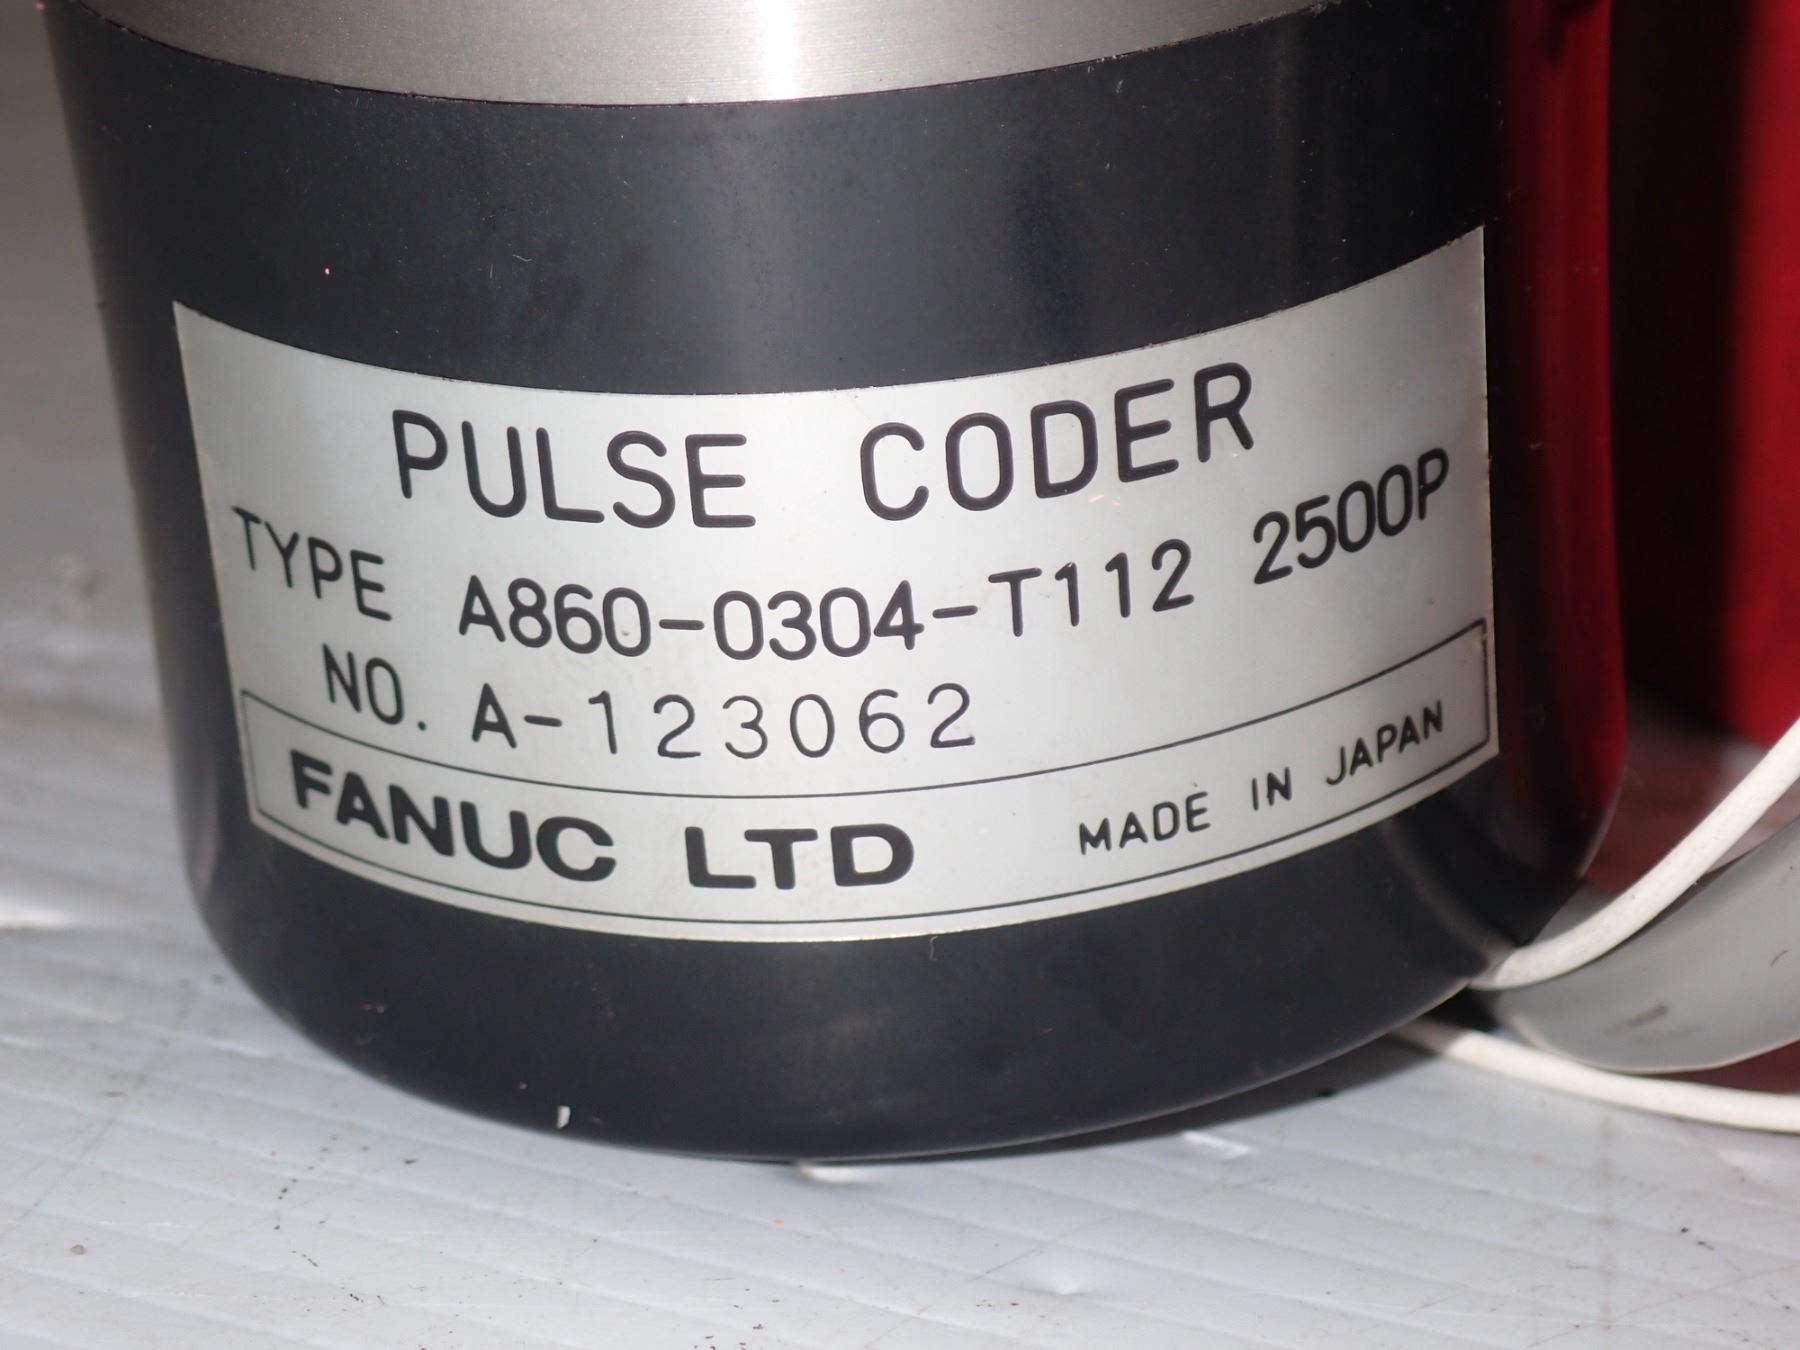 PULSE CODER
TYPE A860-0304-T112 2500P
NO. A-123062
FANUC LTD MADE IN JAPAN